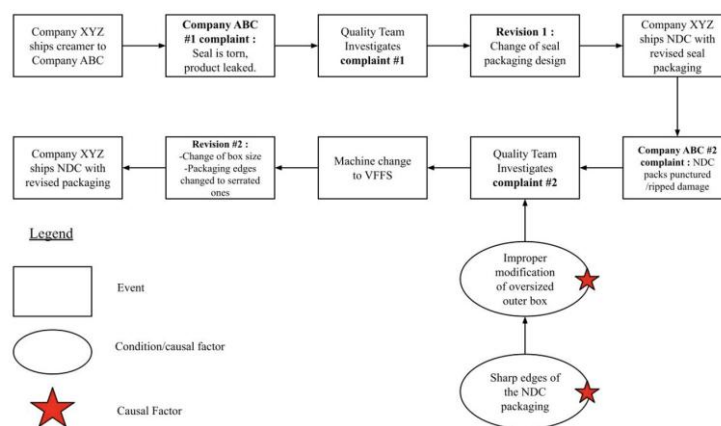 Company XYZ
ships creamer to
Company ABC
Company ABC
#1 complaint :
Seal is torn,
product leaked.
Quality Team
Investigates
complaint #1
Revision 1 :
Change of seal
packaging design
Company XYZ
ships NDC with
revised seal
packaging
Company XYZ
ships NDC with
revised packaging
Revision #2 :
-Change of box size
-Packaging edges
changed to serrated
ones
Machine change
to VFFS
Quality Team
Investigates
complaint #2
Company ABC #2
complaint : NDC
packs punctured
/ripped damage
Legend
Event
Condition/causal factor
Causal Factor
Improper
modification
of oversized
outer box
Sharp edges of
the NDC
packaging